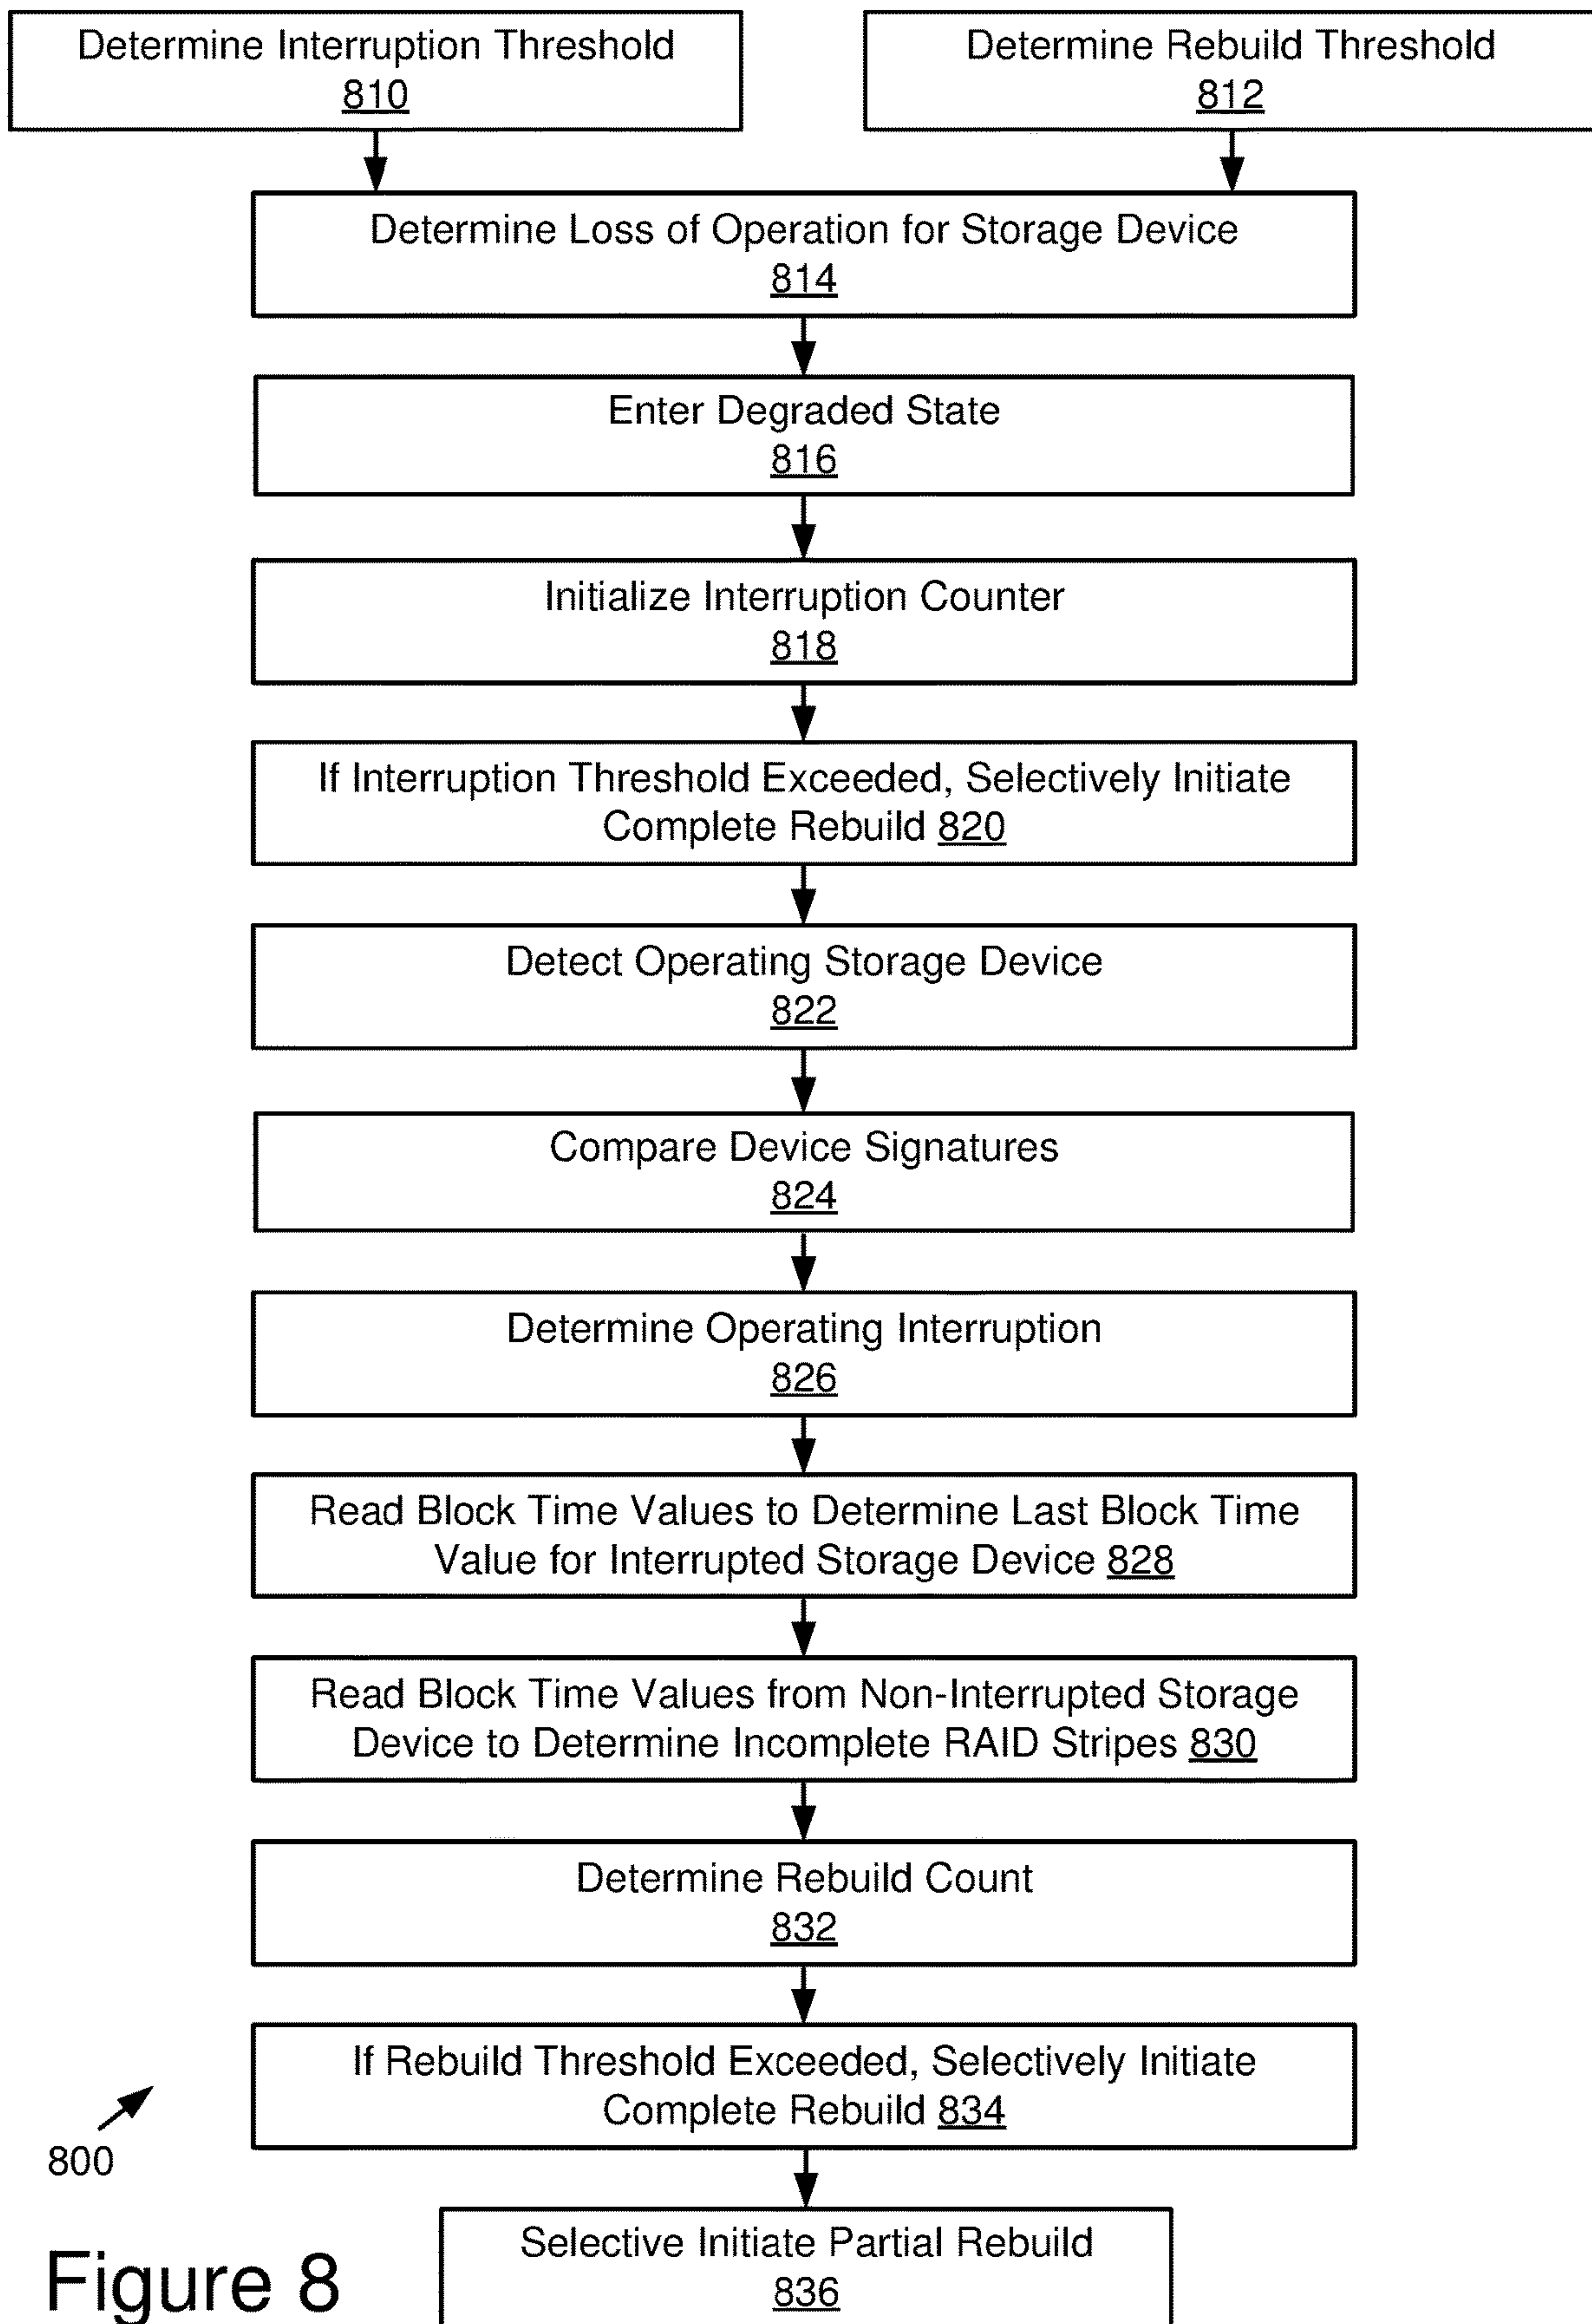 Determine Interruption Threshold
810
Determine Rebuild Threshold
812
Determine Loss of Operation for Storage Device
814
Enter Degraded State
816
Initialize Interruption Counter
818
If Interruption Threshold Exceeded, Selectively Initiate
Complete Rebuild 820
Detect Operating Storage Device
822
Compare Device Signatures
824
Determine Operating Interruption
826
Read Block Time Values to Determine Last Block Time
Value for Interrupted Storage Device 828
Read Block Time Values from Non-Interrupted Storage
Device to Determine Incomplete RAID Stripes 830
Determine Rebuild Count
832
If Rebuild Threshold Exceeded, Selectively Initiate
Complete Rebuild 834
800
Selective Initiate Partial Rebuild
836
Figure 8